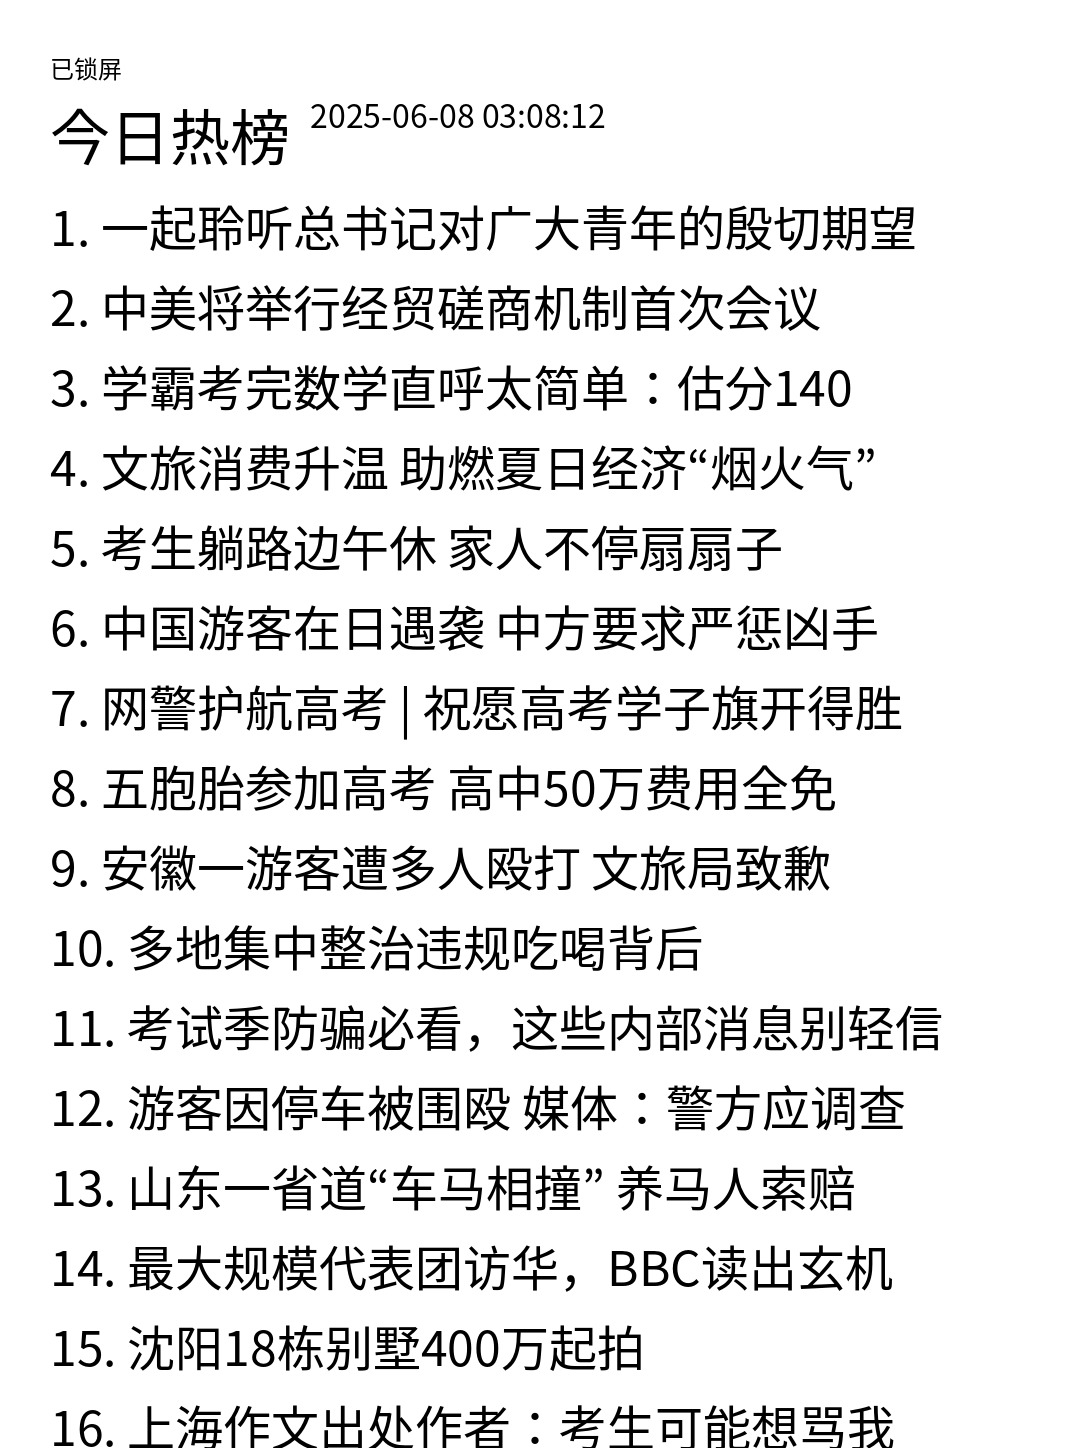 已锁屏
今日热榜 2025-06-08 03:08:12
1. 一起聆听总书记对广大青年的殷切期望
2. 中美将举行经贸磋商机制首次会议
3. 学霸考完数学直呼太简单：估分140
4. 文旅消费升温 助燃夏日经济“烟火气”
5. 考生躺路边午休 家人不停扇扇子
6. 中国游客在日遇袭 中方要求严惩凶手
7. 网警护航高考 | 祝愿高考学子旗开得胜
8. 五胞胎参加高考 高中50万费用全免
9. 安徽一游客遭多人殴打 文旅局致歉
10. 多地集中整治违规吃喝背后
11. 考试季防骗必看，这些内部消息别轻信
12. 游客因停车被围殴 媒体：警方应调查
13. 山东一省道“车马相撞” 养马人索赔
14. 最大规模代表团访华，BBC读出玄机
15. 沈阳18栋别墅400万起拍
16. 上海作文出处作者：考生可能想骂我